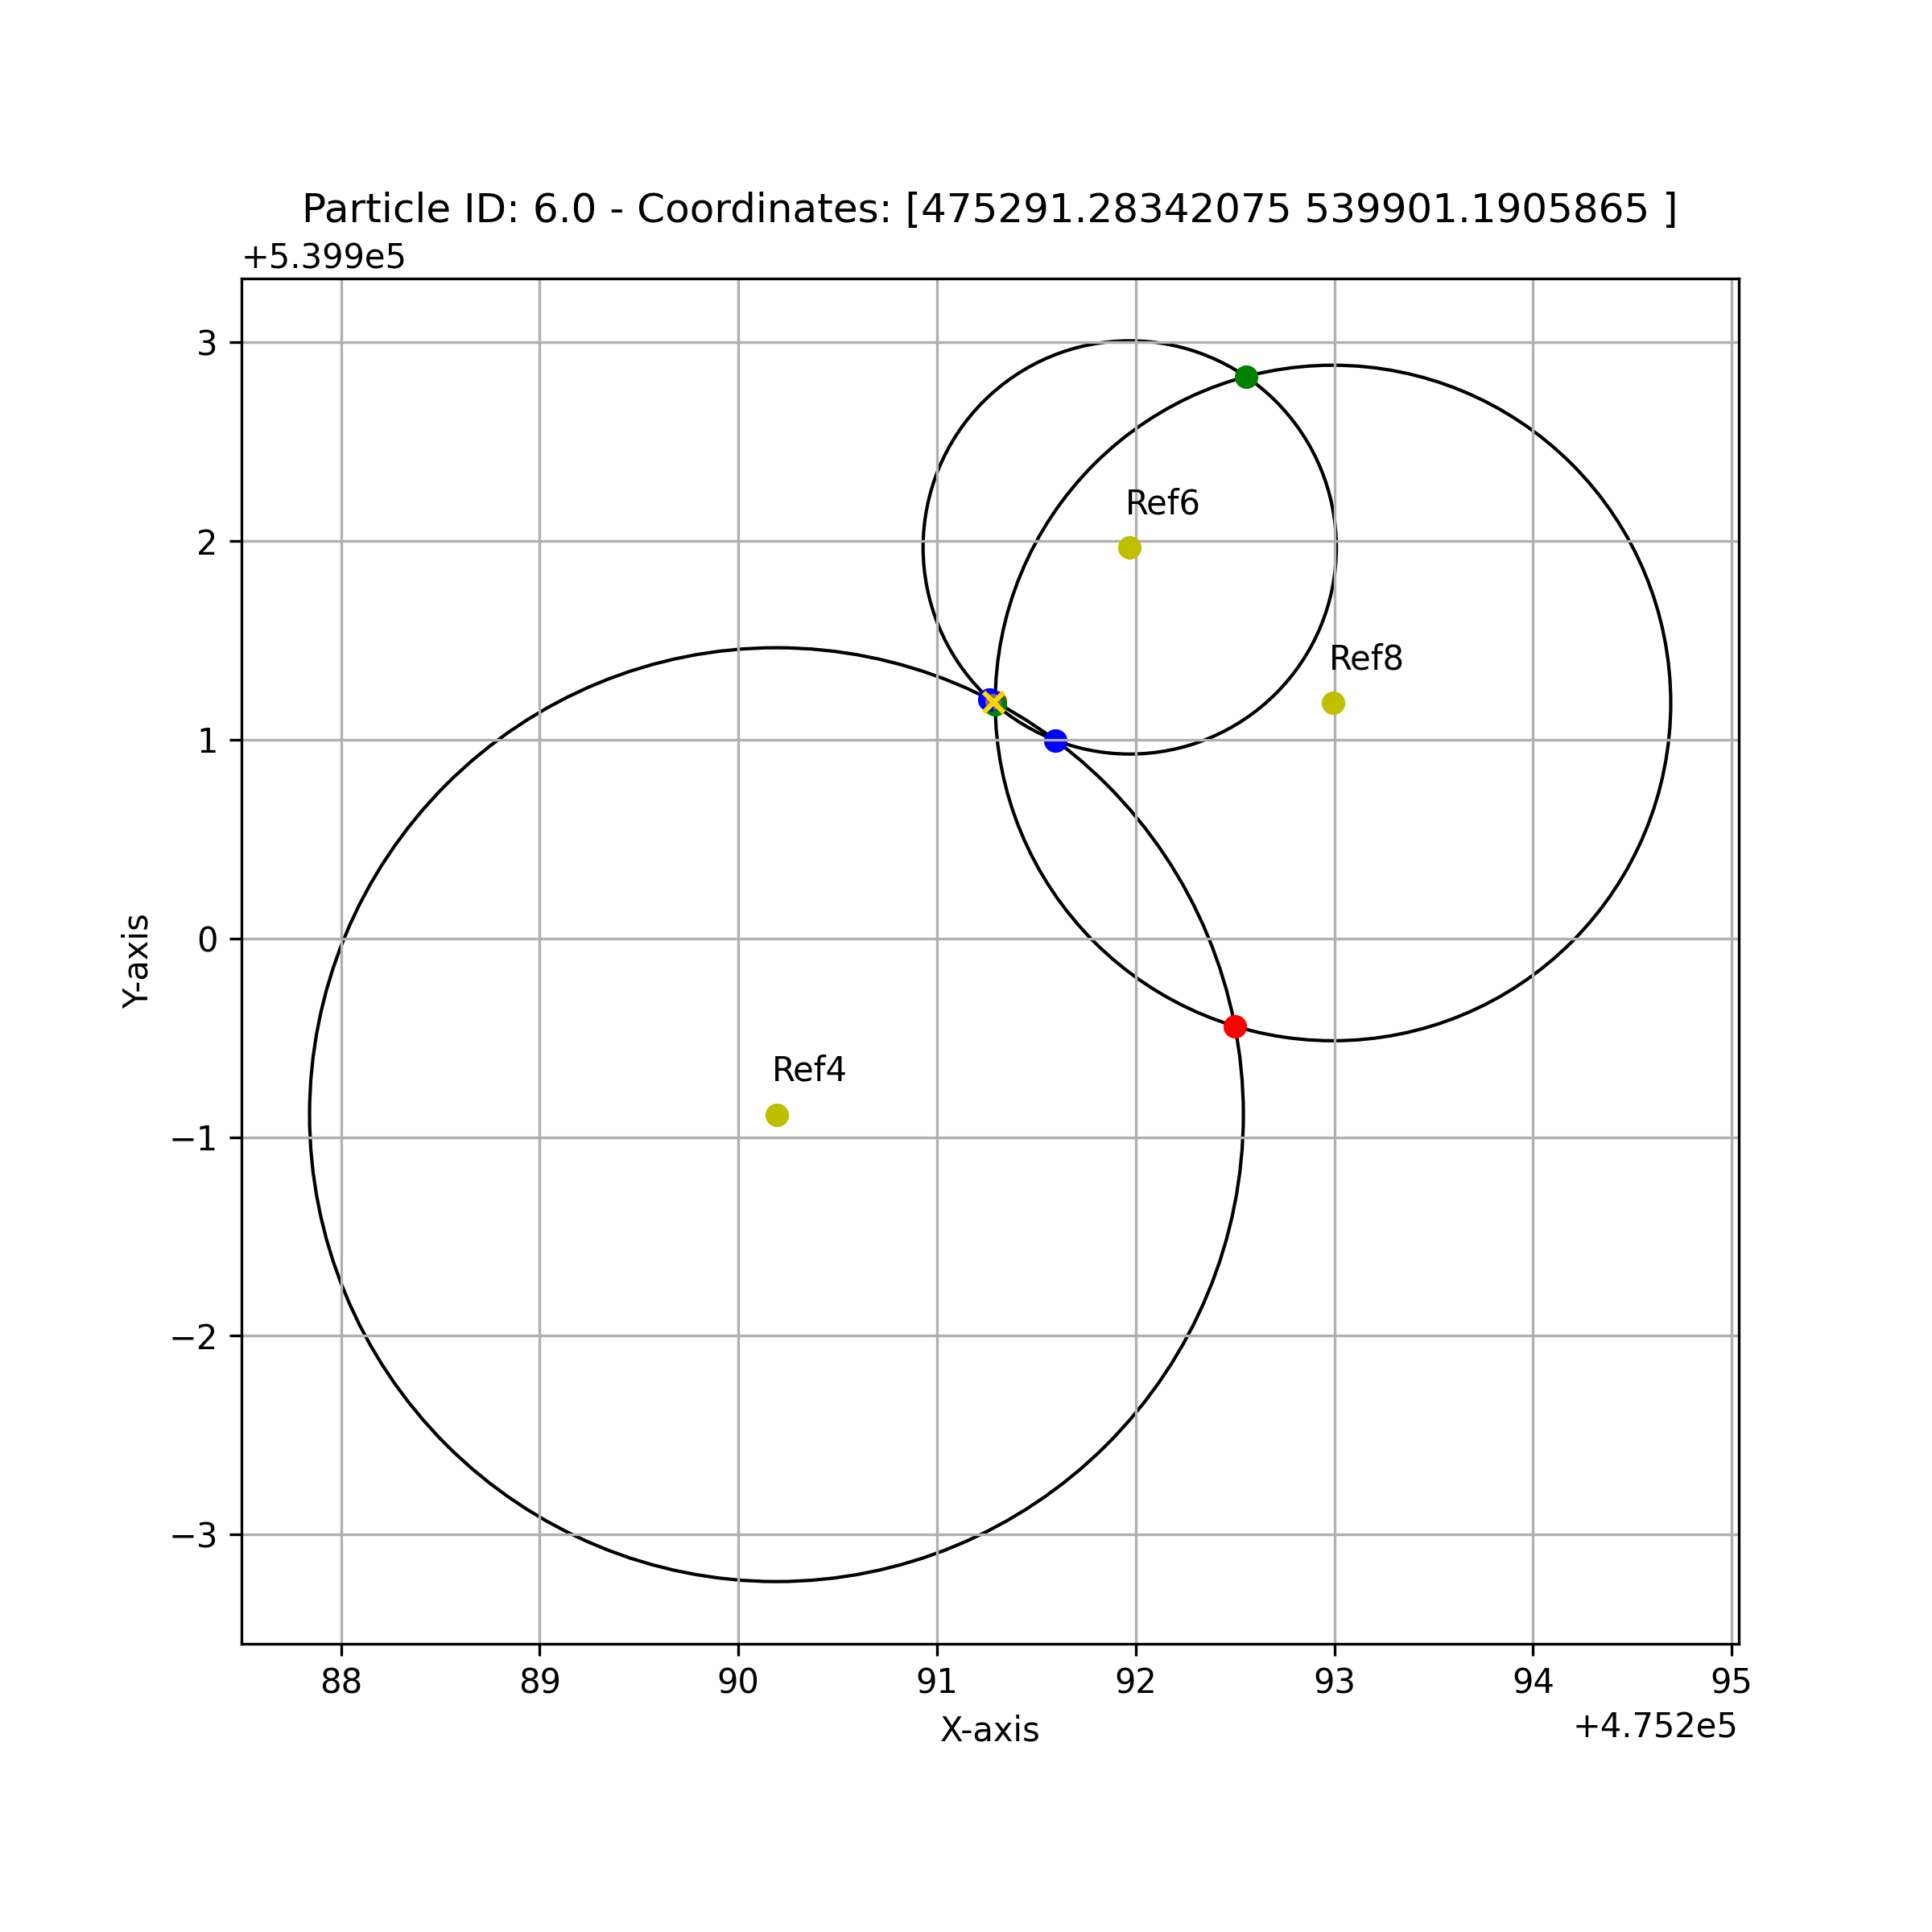 Particle ID: 6.0 - Coordinates: [475291.28342075 539901.1905865 ]
+5.399e5
3
2
1
0
−1
−2
−3
Y-axis
Ref6
Ref8
Ref4
88 89 90 91 92 93 94 95
X-axis
+4.752e5